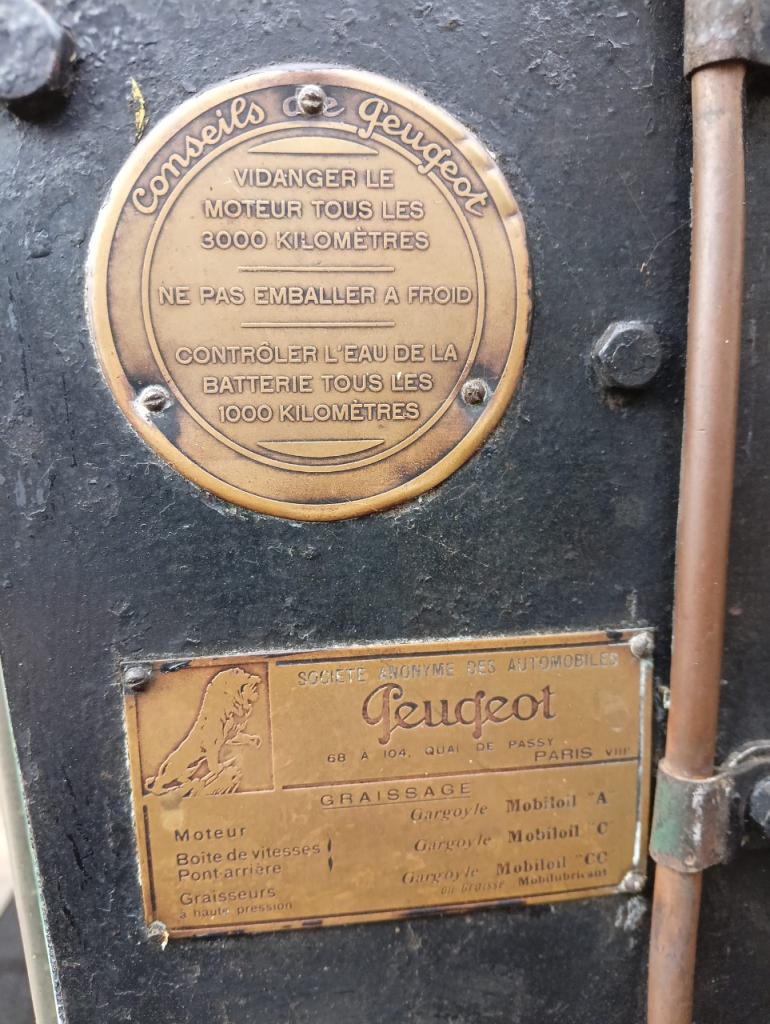 Conseils de Peugeot
VIDANGER LE
MOTEUR TOUS LES
3000 KILOMÈTRES
NE PAS EMBALLER A FROID
CONTRÔLER L'EAU DE LA
BATTERIE TOUS LES
1000 KILOMÈTRES
SOCIÉTÉ ANONYME DES AUTOMOBILES
Peugeot
68 À 104, QUAI DE PASSY
PARIS VIIIᵉ
GRAISSAGE
Moteur Gargoyle Mobiloil "A"
Boîte de vitesses Gargoyle Mobiloil "C"
Pont-arrière
Graisseurs Gargoyle Mobiloil "CC"
à haute pression ou Graisse Mobilubricant